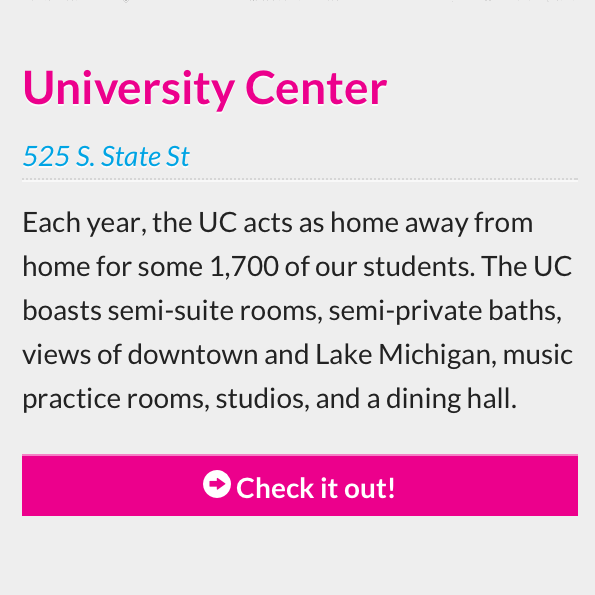 University Center
525 S. State St
Each year, the UC acts as home away from
home for some 1,700 of our students. The UC
boasts semi-suite rooms, semi-private baths,
views of downtown and Lake Michigan, music
practice rooms, studios, and a dining hall.
Check it out!